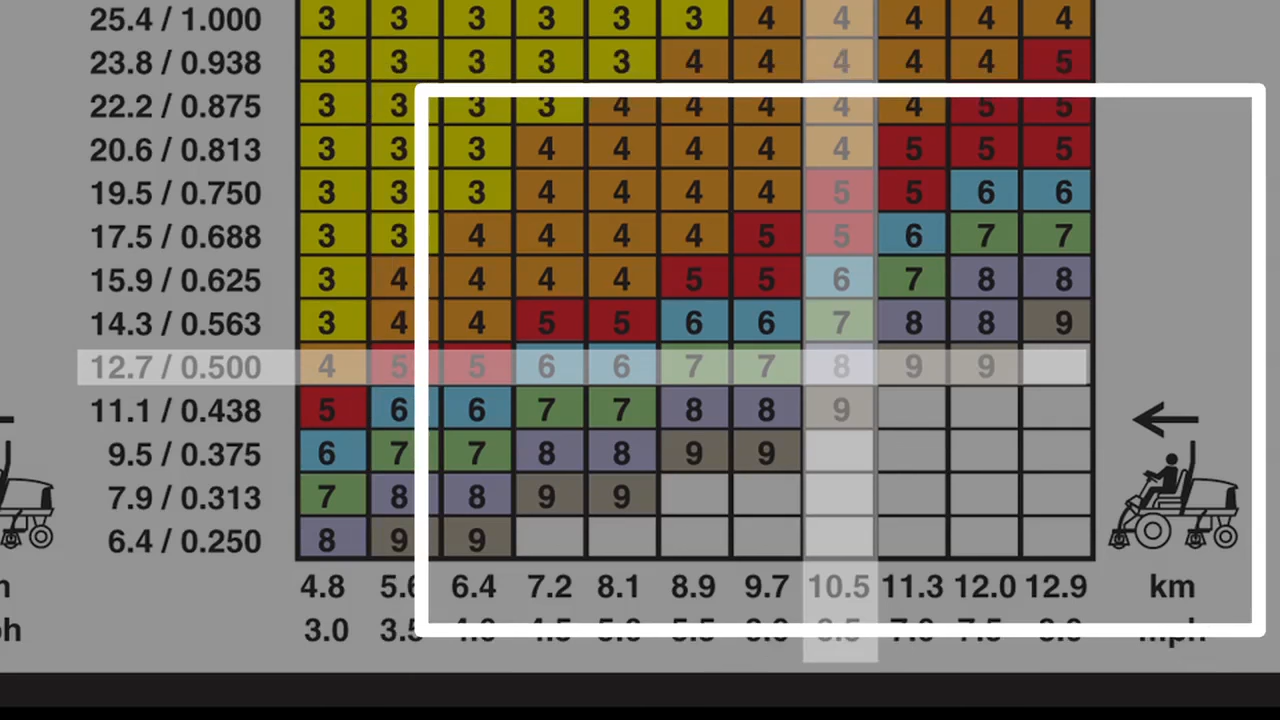 25.4 / 1.000 3 3 3 3 3 3 4 4 4 4 4
23.8 / 0.938 3 3 3 3 3 4 4 4 4 4 5
22.2 / 0.875 3 3 3 3 4 4 4 4 4 5 5
20.6 / 0.813 3 3 3 4 4 4 4 4 5 5 5
19.5 / 0.750 3 3 3 4 4 4 4 5 5 6 6
17.5 / 0.688 3 3 4 4 4 4 5 5 6 7 7
15.9 / 0.625 3 4 4 4 4 5 5 6 7 8 8
14.3 / 0.563 3 4 4 5 5 6 6 7 8 8 9
12.7 / 0.500 4 5 5 6 6 7 7 8 9 9
11.1 / 0.438 5 6 6 7 7 8 8 9
9.5 / 0.375 6 7 7 8 8 9 9
7.9 / 0.313 7 8 8 9 9
6.4 / 0.250 8 9 9
4.8 5.6 6.4 7.2 8.1 8.9 9.7 10.5 11.3 12.0 12.9 km
3.0 3.5 mph